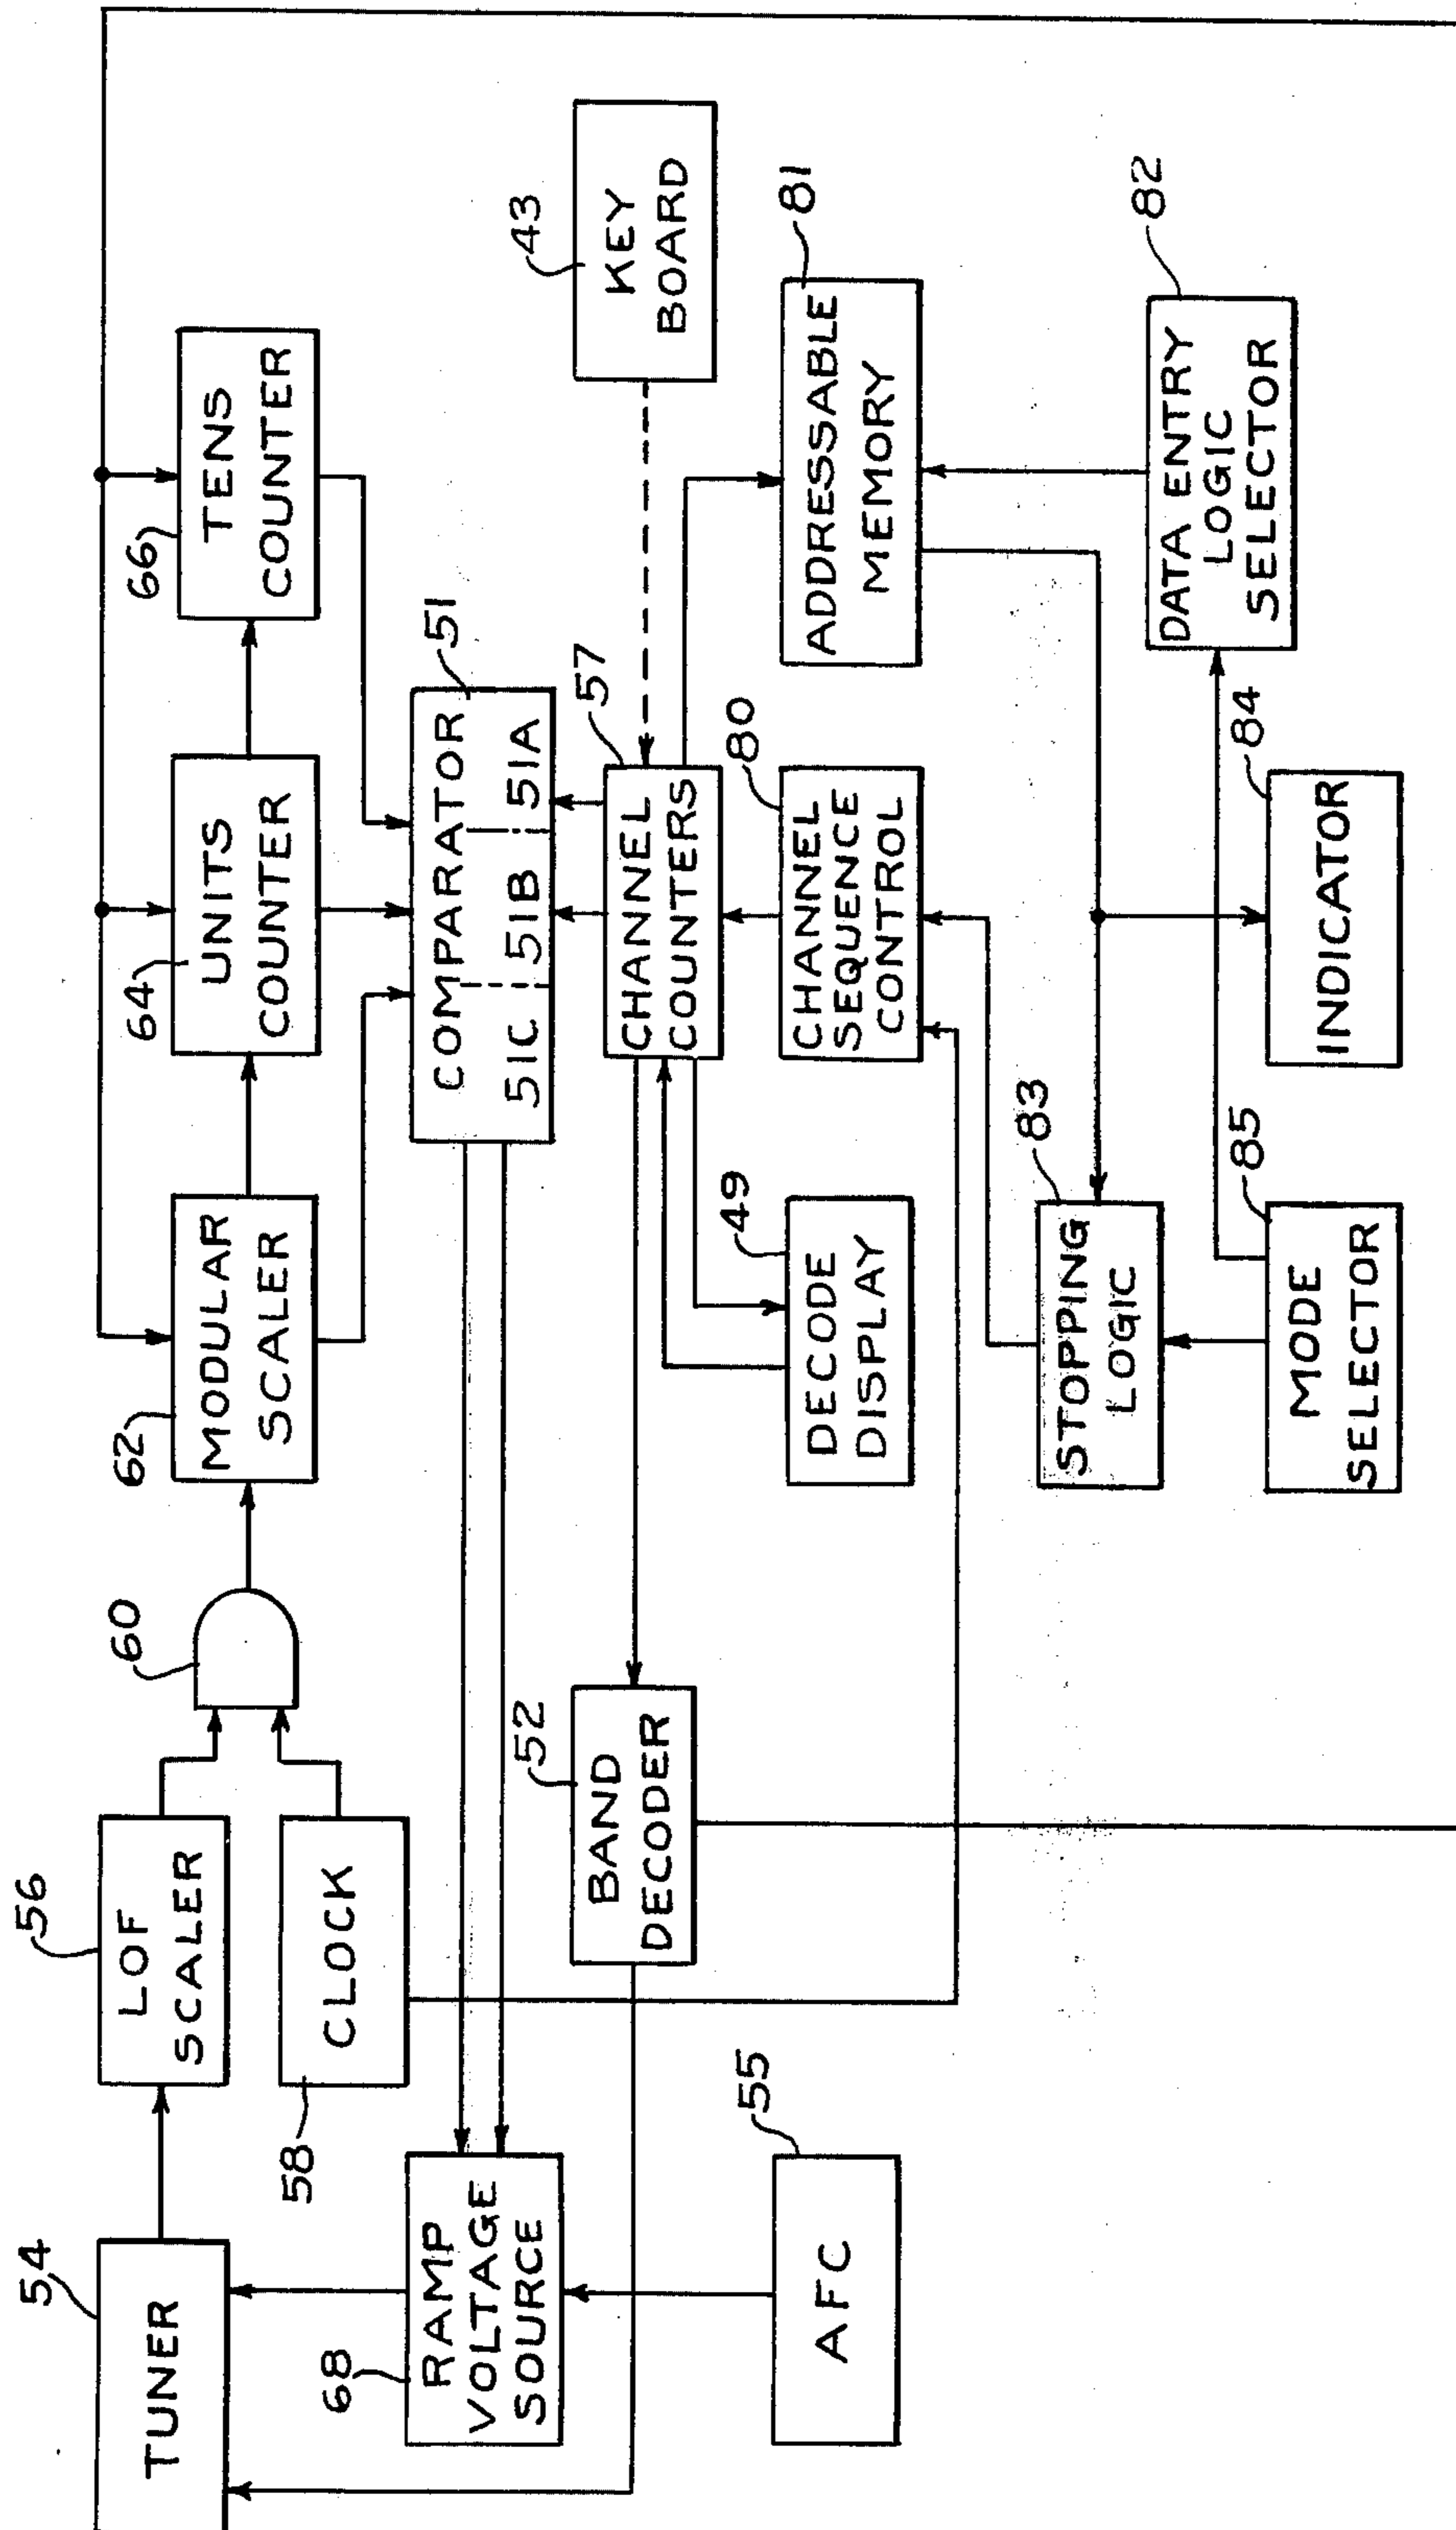 54
TUNER
56
LOF
SCALER
58
CLOCK
60
62
MODULAR
SCALER
64
UNITS
COUNTER
66
TENS
COUNTER
68
RAMP
VOLTAGE
SOURCE
COMPARATOR
51
51C
51B
51A
55
AFC
52
BAND
DECODER
57
CHANNEL
COUNTERS
43
KEY
BOARD
49
DECODE
DISPLAY
80
CHANNEL
SEQUENCE
CONTROL
81
ADDRESSABLE
MEMORY
83
STOPPING
LOGIC
82
DATA ENTRY
LOGIC
SELECTOR
85
MODE
SELECTOR
84
INDICATOR